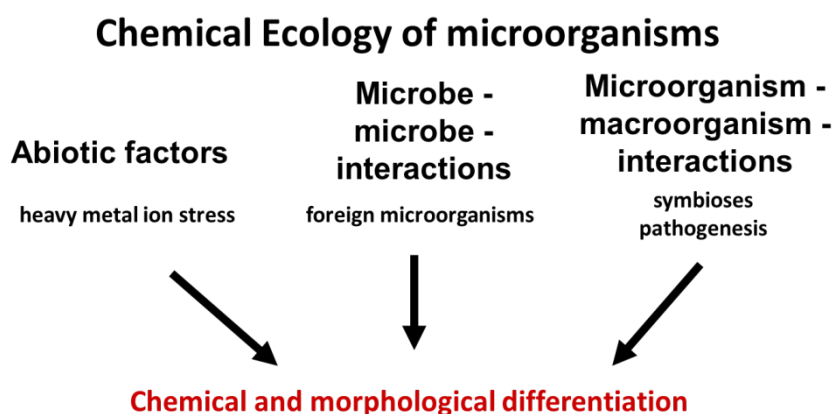 Chemical Ecology of microorganisms
Abiotic factors
heavy metal ion stress
Microbe -
microbe -
interactions
foreign microorganisms
Microorganism -
macroorganism -
interactions
symbioses
pathogenesis
Chemical and morphological differentiation